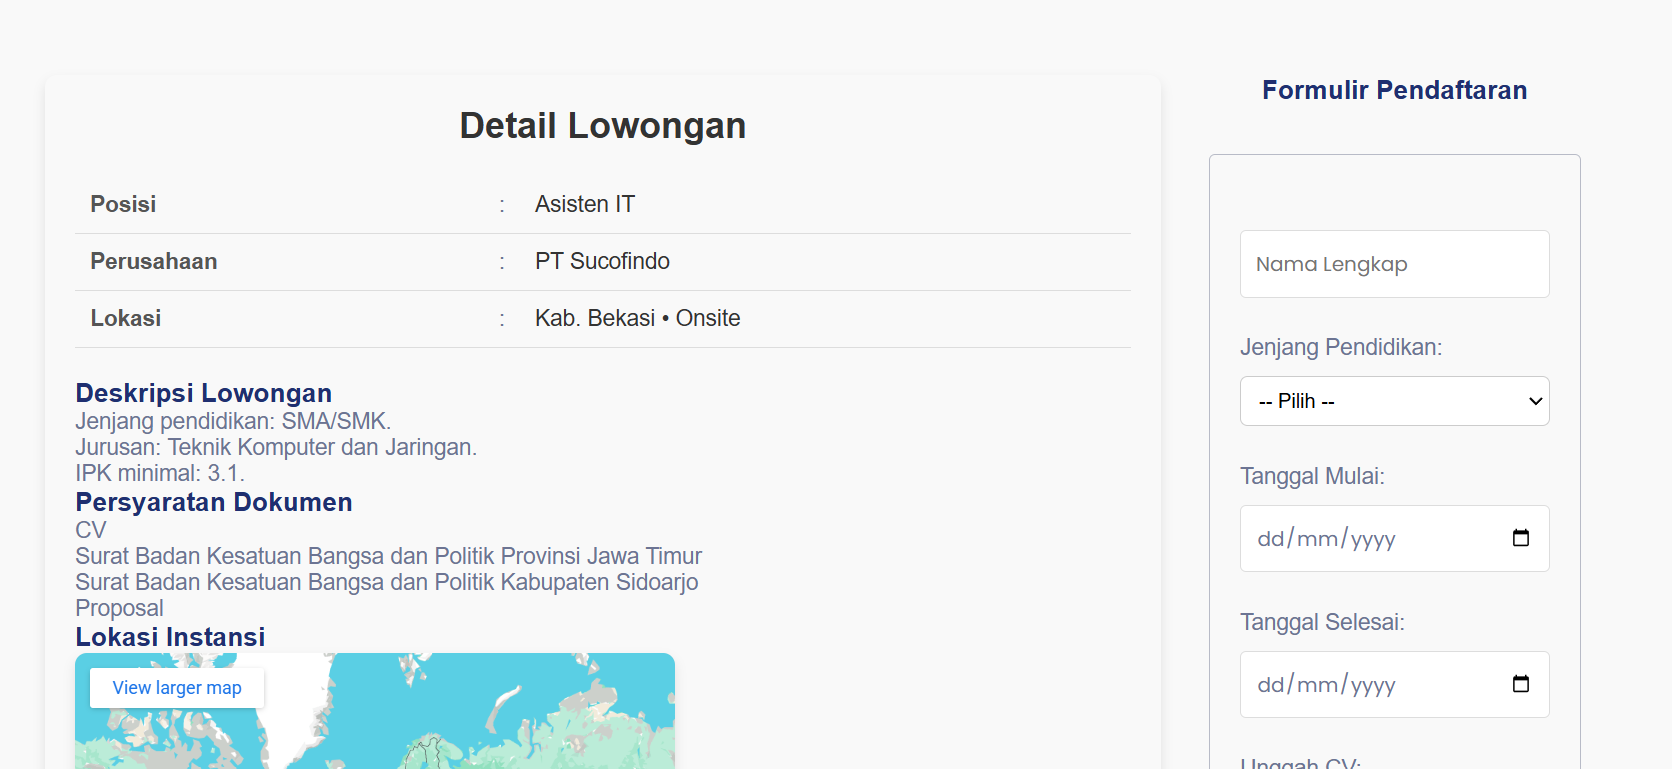 Detail Lowongan
Posisi : Asisten IT
Perusahaan : PT Sucofindo
Lokasi : Kab. Bekasi • Onsite
Deskripsi Lowongan
Jenjang pendidikan: SMA/SMK.
Jurusan: Teknik Komputer dan Jaringan.
IPK minimal: 3.1.
Persyaratan Dokumen
CV
Surat Badan Kesatuan Bangsa dan Politik Provinsi Jawa Timur
Surat Badan Kesatuan Bangsa dan Politik Kabupaten Sidoarjo
Proposal
Lokasi Instansi
View larger map
Formulir Pendaftaran
Nama Lengkap
Jenjang Pendidikan:
-- Pilih --
Tanggal Mulai:
dd/mm/yyyy
Tanggal Selesai:
dd/mm/yyyy
Unggah CV: